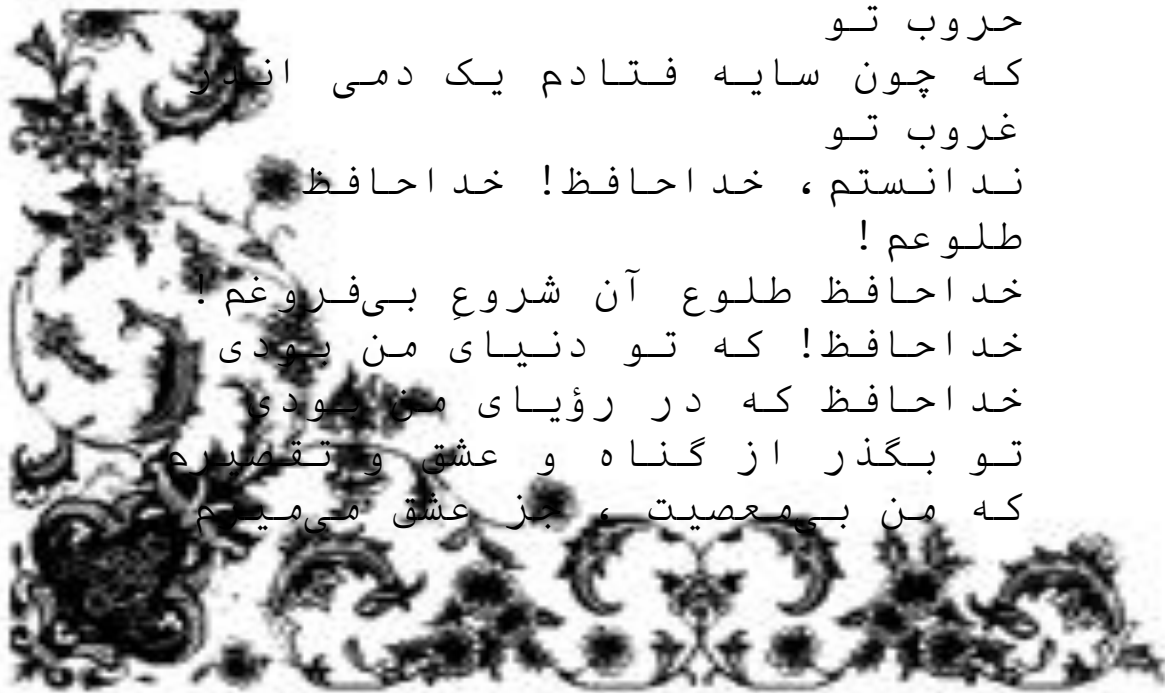 حروب تو
که چون سایه فتادم یک دمی اندر
غروب تو
ندانستم، خداحافظ! خداحافظ
طلوعم!
خداحافظ طلوع آن شروعِ بی‌فروغم!
خداحافظ! که تو دنیای من بودی
خداحافظ که در رؤیای من بودی
تو بگذر از گناه و عشق و تقصیرم
که من بی‌معصیت ، جز عشق می‌میرم